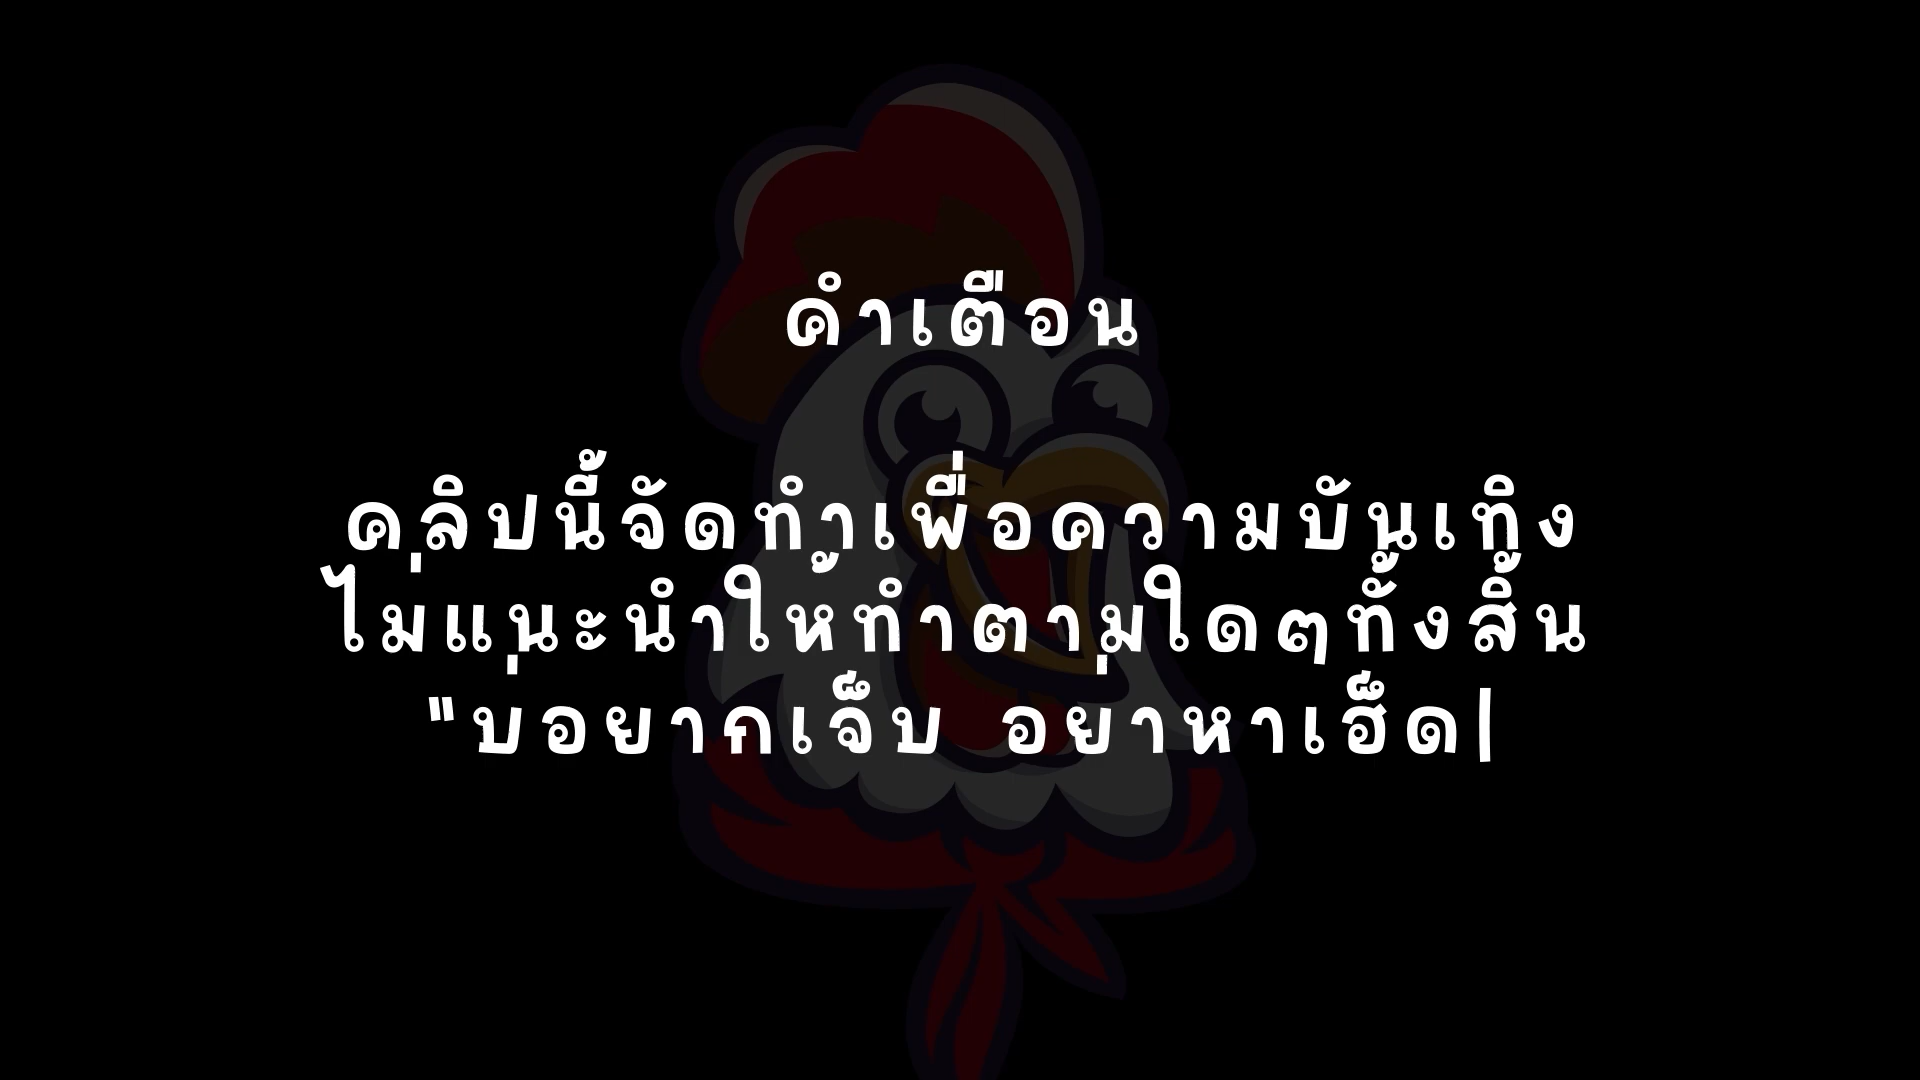 คำเตือน
คลิปนี้จัดทำเพื่อความบันเทิง
ไม่แนะนำให้ทำตามใดๆทั้งสิ้น
"บ่อยากเจ็บ อย่าหาเฮ็ด|